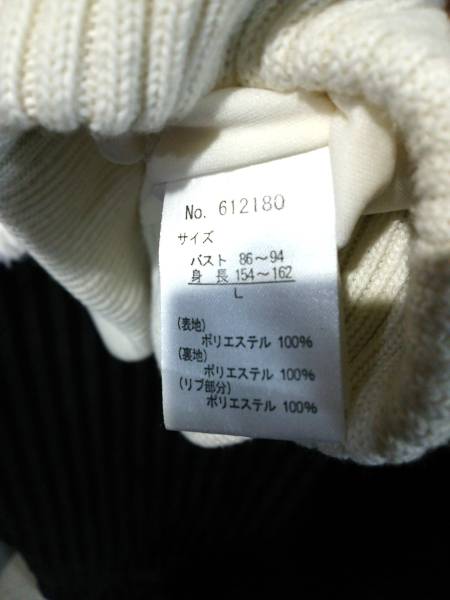 No. 612180
サイズ
バスト 86～94
身長 154～162
L
(表地)
ポリエステル 100%
(裏地)
ポリエステル 100%
(リブ部分)
ポリエステル 100%